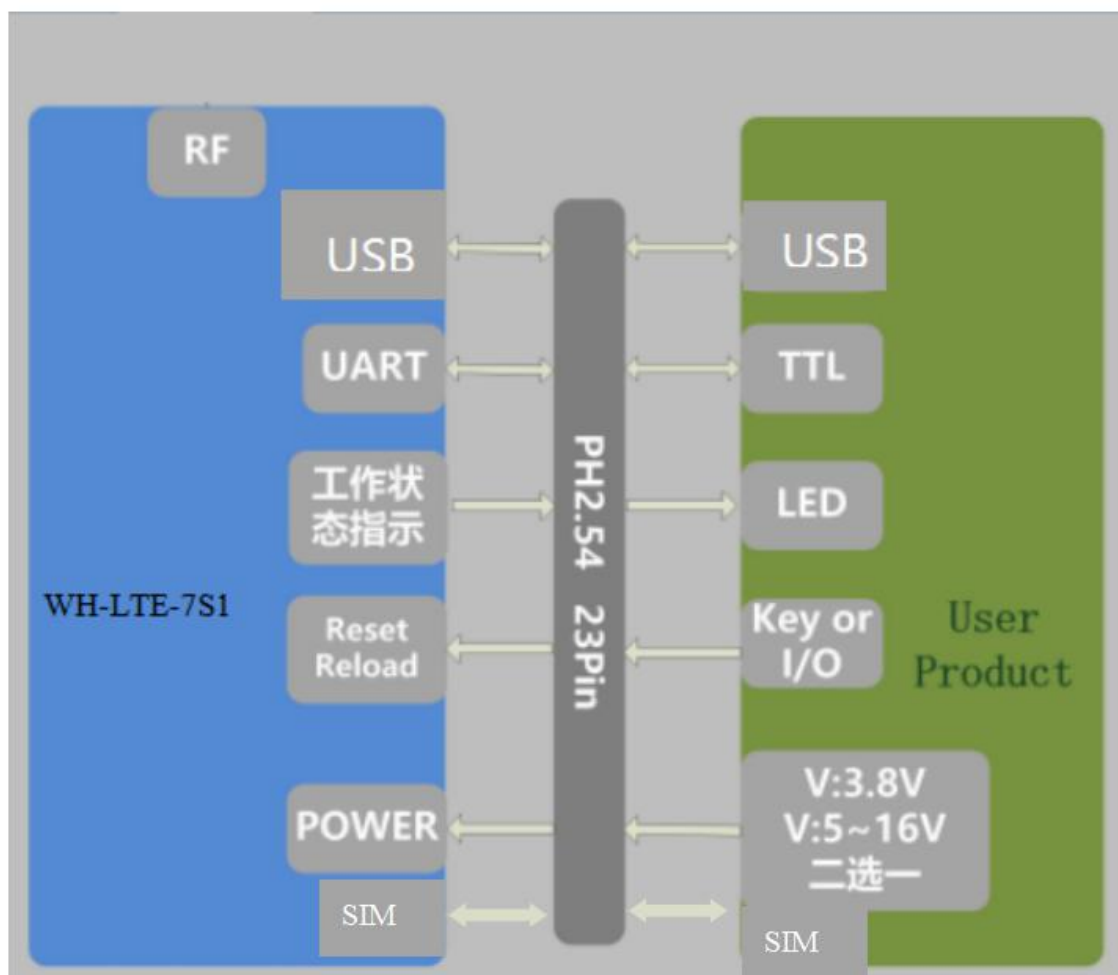 RF
USB
UART
工作状
态指示
WH-LTE-7S1
Reset
Reload
POWER
SIM
PH2.54 23Pin
USB
TTL
LED
Key or
I/O
User
Product
V:3.8V
V:5~16V
二选一
SIM